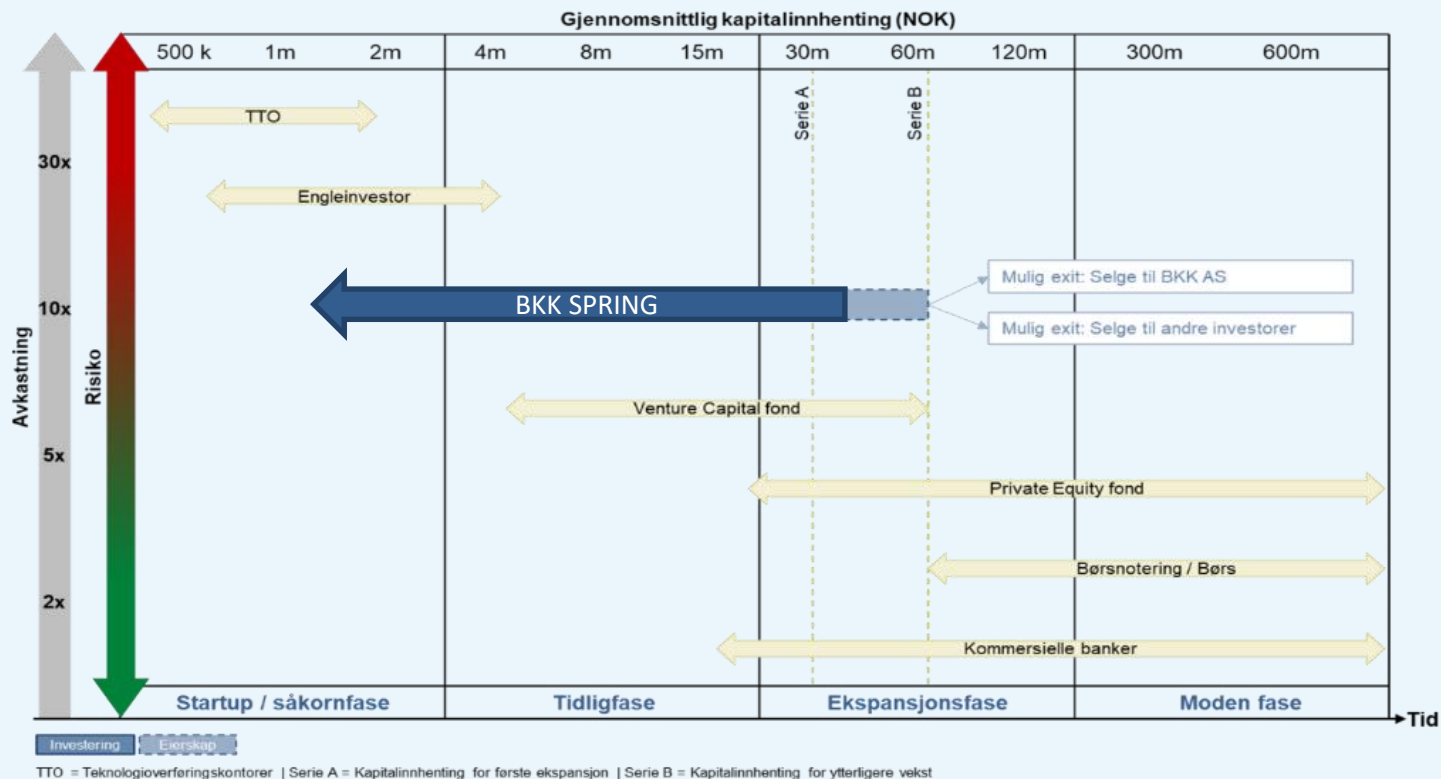 Gjennomsnittlig kapitalinnhenting (NOK)
500 k 1m 2m 4m 8m 15m 30m 60m 120m 300m 600m
Serie A
Serie B
TTO
30x
Engleinvestor
Mulig exit: Selge til BKK AS
BKK SPRING
10x
Mulig exit: Selge til andre investorer
Avkastning
Risiko
Venture Capital fond
5x
Private Equity fond
Børsnotering / Børs
2x
Kommersielle banker
Startup / såkornfase Tidligfase Ekspansjonsfase Moden fase
Tid
Investering Eierskap
TTO = Teknologioverføringskontorer | Serie A = Kapitalinnhenting for første ekspansjon | Serie B = Kapitalinnhenting for ytterligere vekst